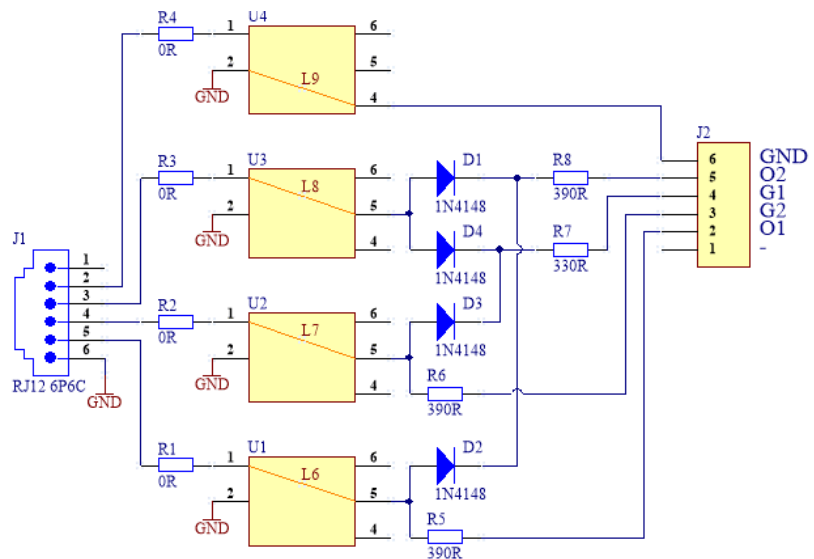 R4
0R
U4
1
2
GND
L9
6
5
4
R3
0R
U3
1
2
GND
L8
6
5
4
D1
1N4148
D4
1N4148
R8
390R
R7
330R
J2
6 GND
5 O2
4 G1
3 G2
2 O1
1 -
J1
1
2
3
4
5
6
RJ12 6P6C
GND
R2
0R
U2
1
2
GND
L7
6
5
4
D3
1N4148
R6
390R
R1
0R
U1
1
2
GND
L6
6
5
4
D2
1N4148
R5
390R